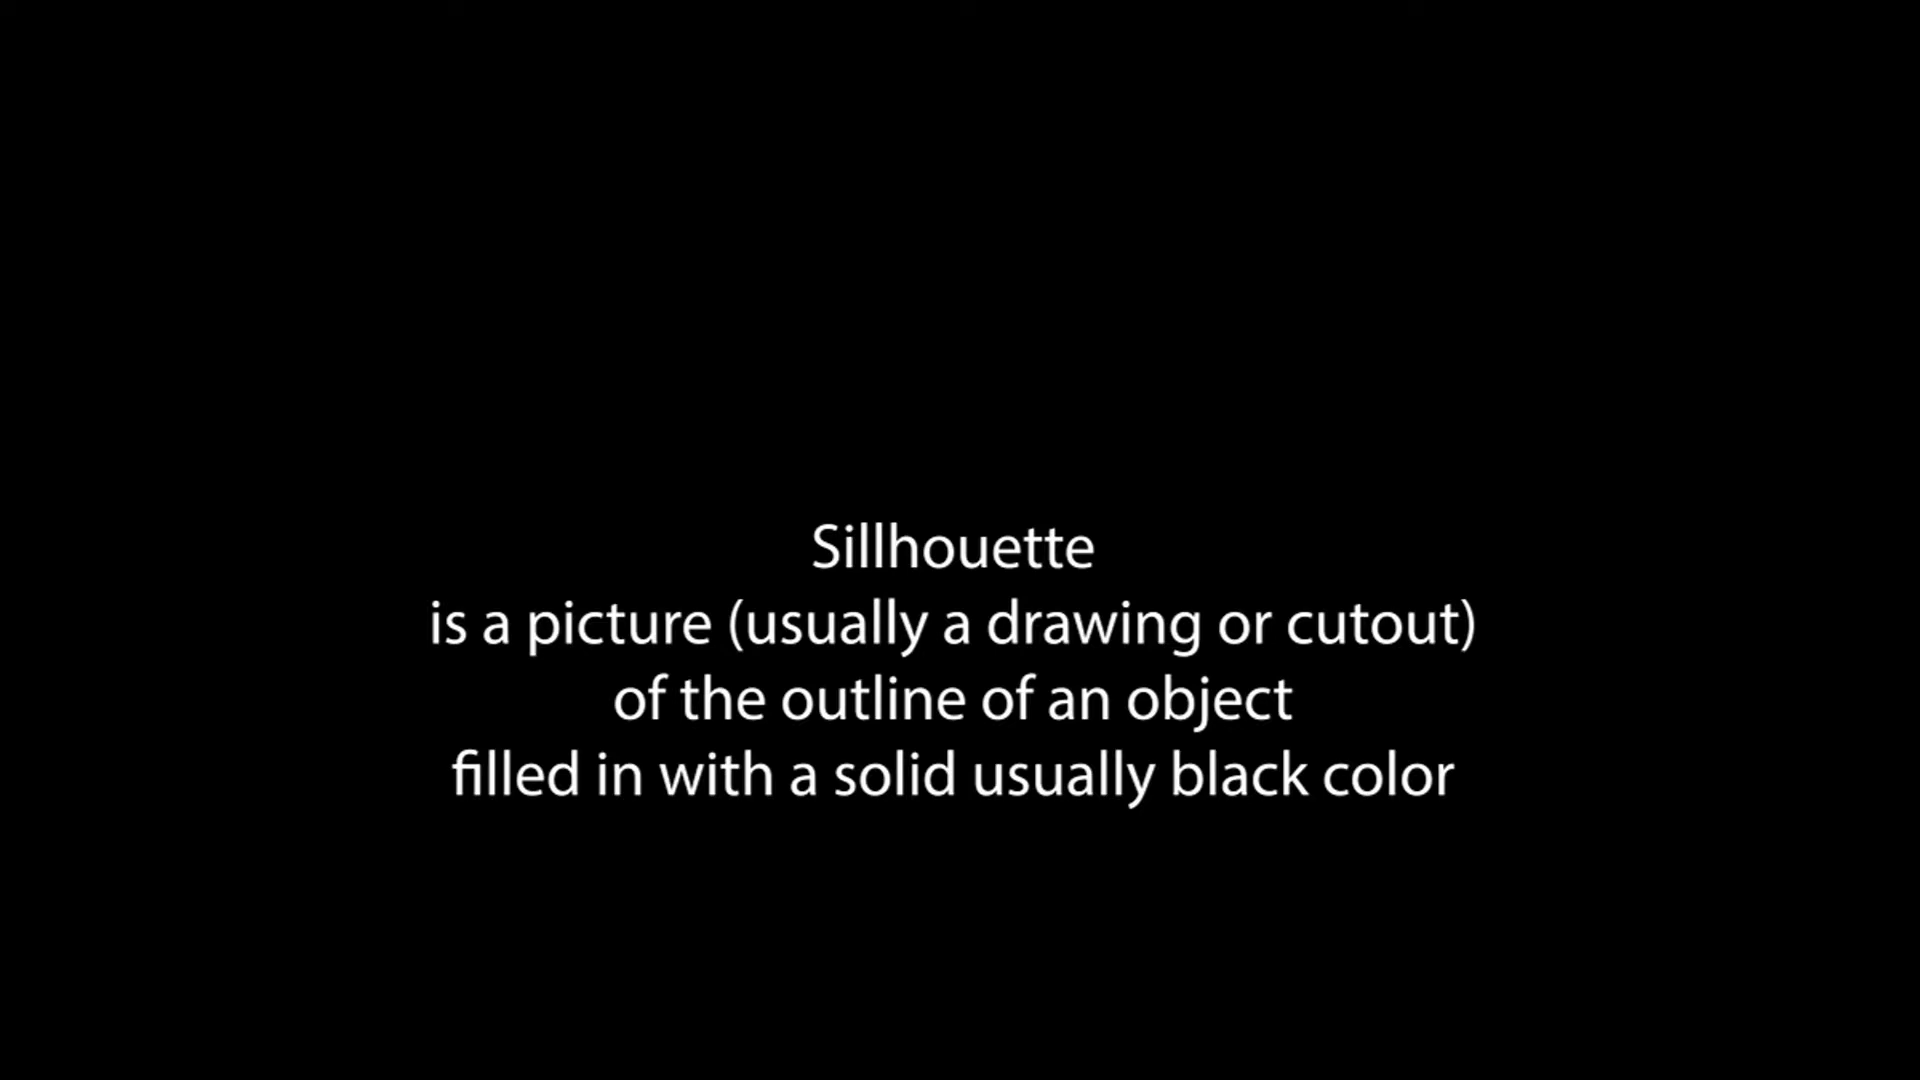 Sillhouette
is a picture (usually a drawing or cutout)
of the outline of an object
filled in with a solid usually black color